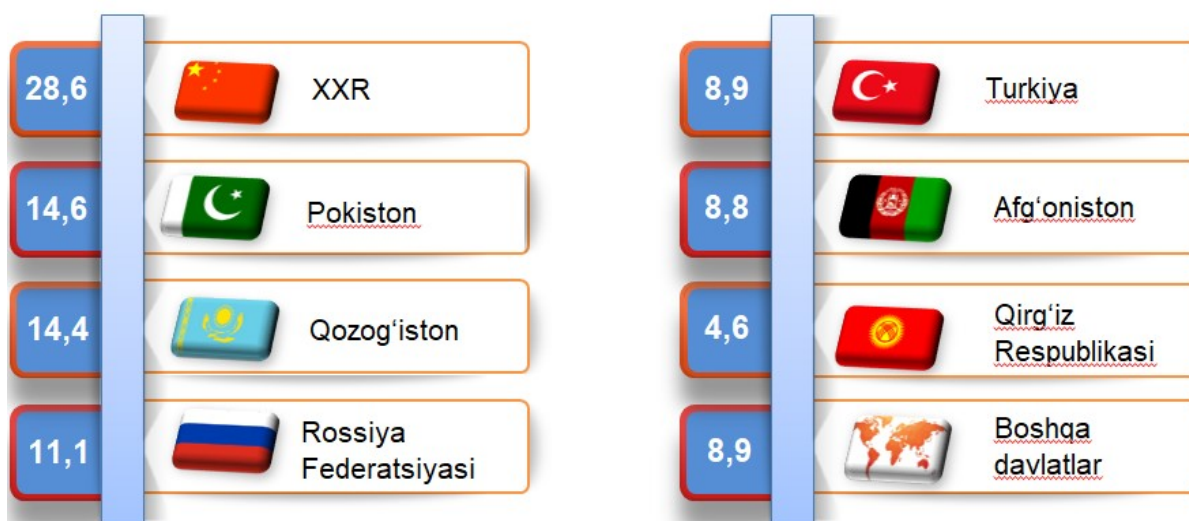 28,6
XXR
14,6
Pokiston
14,4
Qozog‘iston
11,1
Rossiya
Federatsiyasi
8,9
Turkiya
8,8
Afg‘oniston
4,6
Qirg‘iz
Respublikasi
8,9
Boshqa
davlatlar